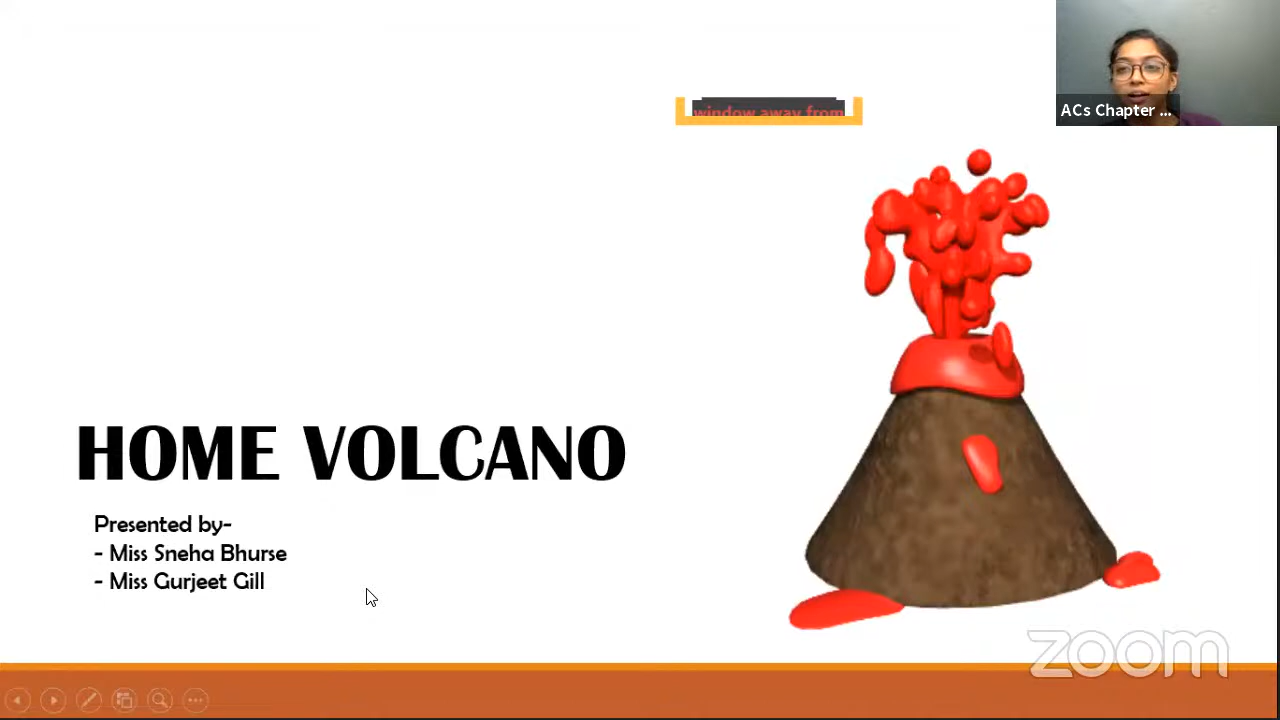 window away from
ACs Chapter ...
HOME VOLCANO
Presented by-
- Miss Sneha Bhurse
- Miss Gurjeet Gill
zoom